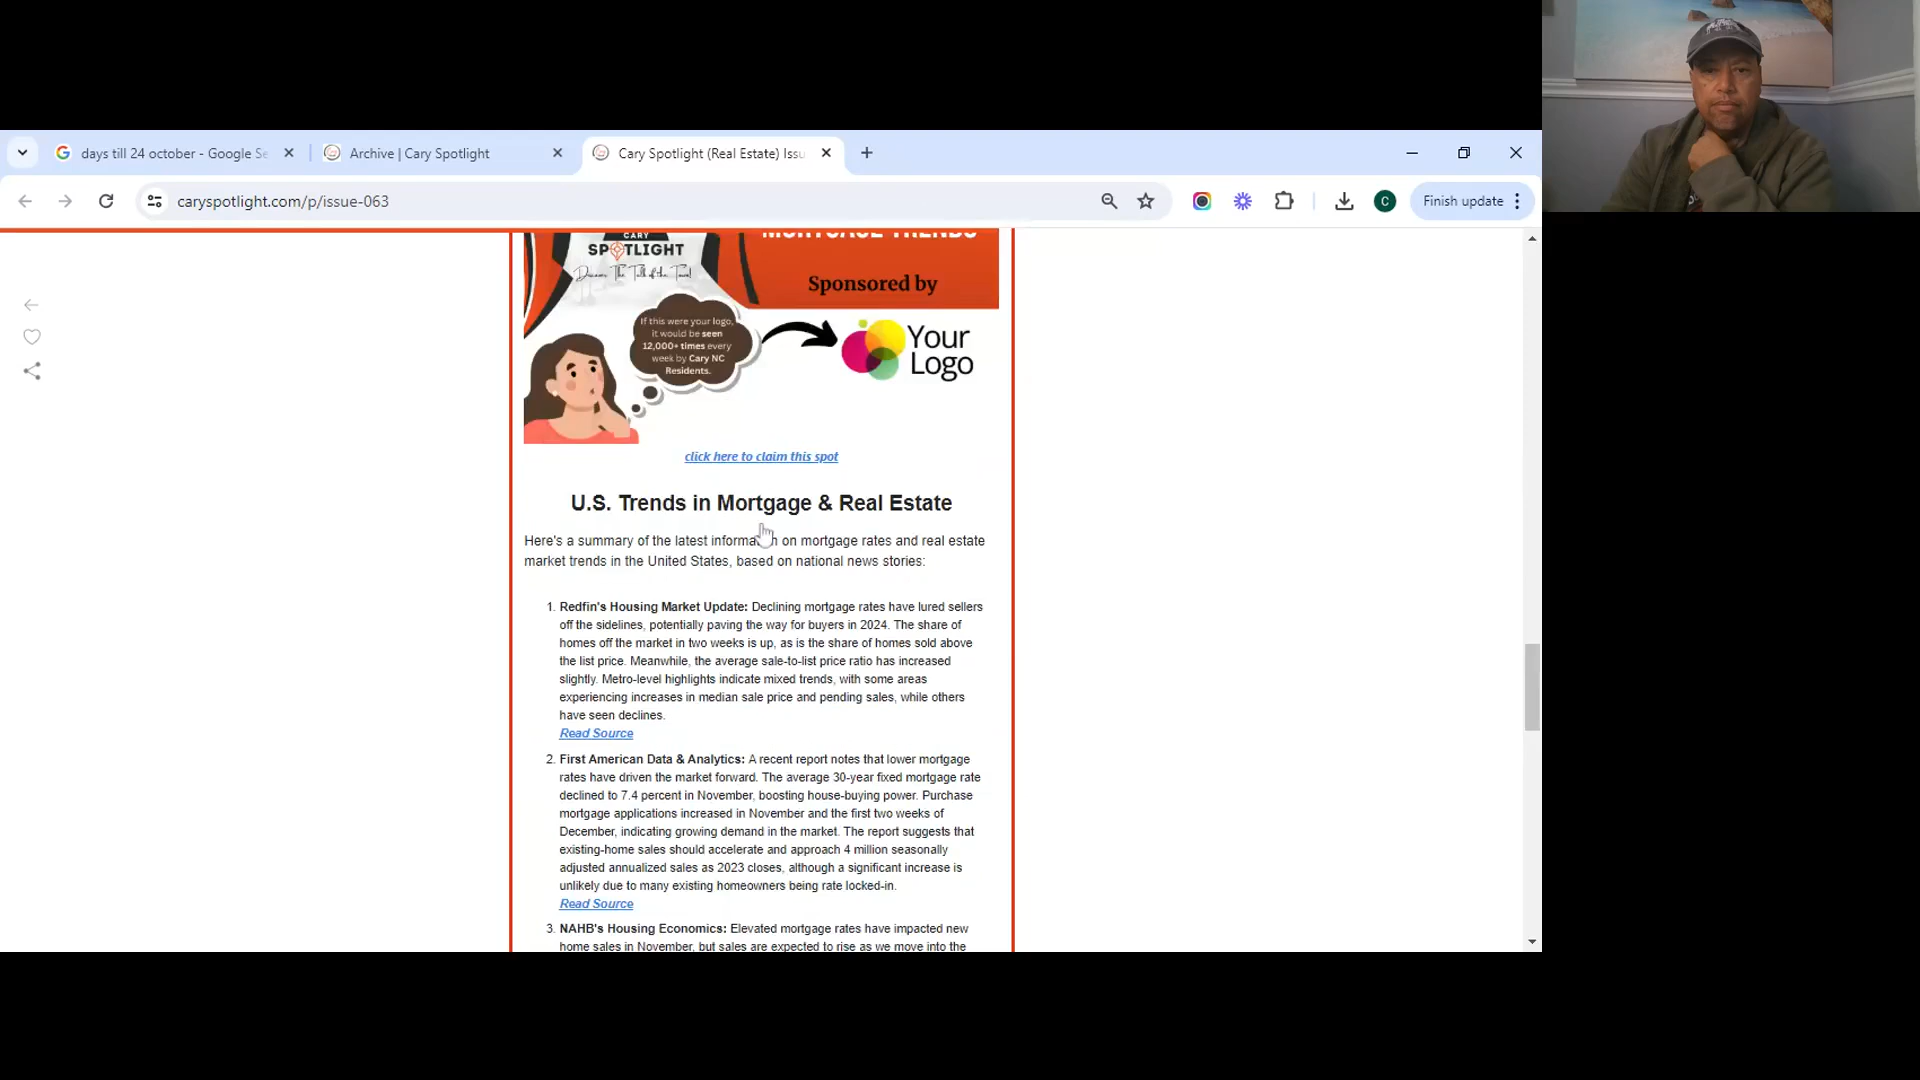 days till 24 october - Google Se
Archive | Cary Spotlight
Cary Spotlight (Real Estate) Issu
caryspotlight.com/p/issue-063
C
Finish update
CARY
SPOTLIGHT
Discover The Talk of the Town!
MORTGAGE TRENDS
Sponsored by
If this were your logo,
it would be seen
12,000+ times every
week by Cary NC
Residents.
Your
Logo
click here to claim this spot
U.S. Trends in Mortgage & Real Estate
Here's a summary of the latest information on mortgage rates and real estate
market trends in the United States, based on national news stories:
1. Redfin's Housing Market Update: Declining mortgage rates have lured sellers
off the sidelines, potentially paving the way for buyers in 2024. The share of
homes off the market in two weeks is up, as is the share of homes sold above
the list price. Meanwhile, the average sale-to-list price ratio has increased
slightly. Metro-level highlights indicate mixed trends, with some areas
experiencing increases in median sale price and pending sales, while others
have seen declines.
Read Source
2. First American Data & Analytics: A recent report notes that lower mortgage
rates have driven the market forward. The average 30-year fixed mortgage rate
declined to 7.4 percent in November, boosting house-buying power. Purchase
mortgage applications increased in November and the first two weeks of
December, indicating growing demand in the market. The report suggests that
existing-home sales should accelerate and approach 4 million seasonally
adjusted annualized sales as 2023 closes, although a significant increase is
unlikely due to many existing homeowners being rate locked-in.
Read Source
3. NAHB's Housing Economics: Elevated mortgage rates have impacted new
home sales in November, but sales are expected to rise as we move into the